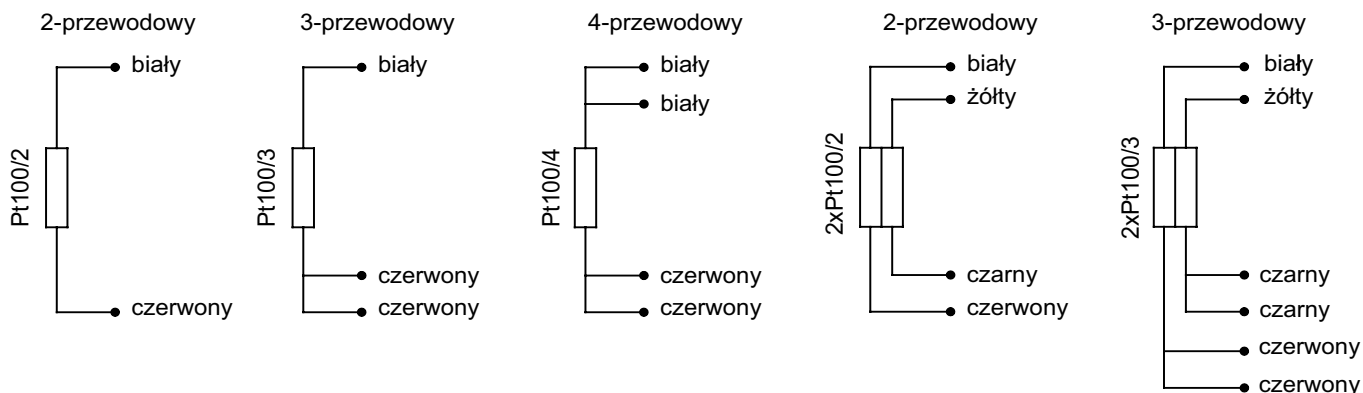 2-przewodowy
biały
Pt100/2
czerwony
3-przewodowy
biały
Pt100/3
czerwony
czerwony
4-przewodowy
biały
biały
Pt100/4
czerwony
czerwony
2-przewodowy
biały
żółty
2xPt100/2
czarny
czerwony
3-przewodowy
biały
żółty
2xPt100/3
czarny
czarny
czerwony
czerwony